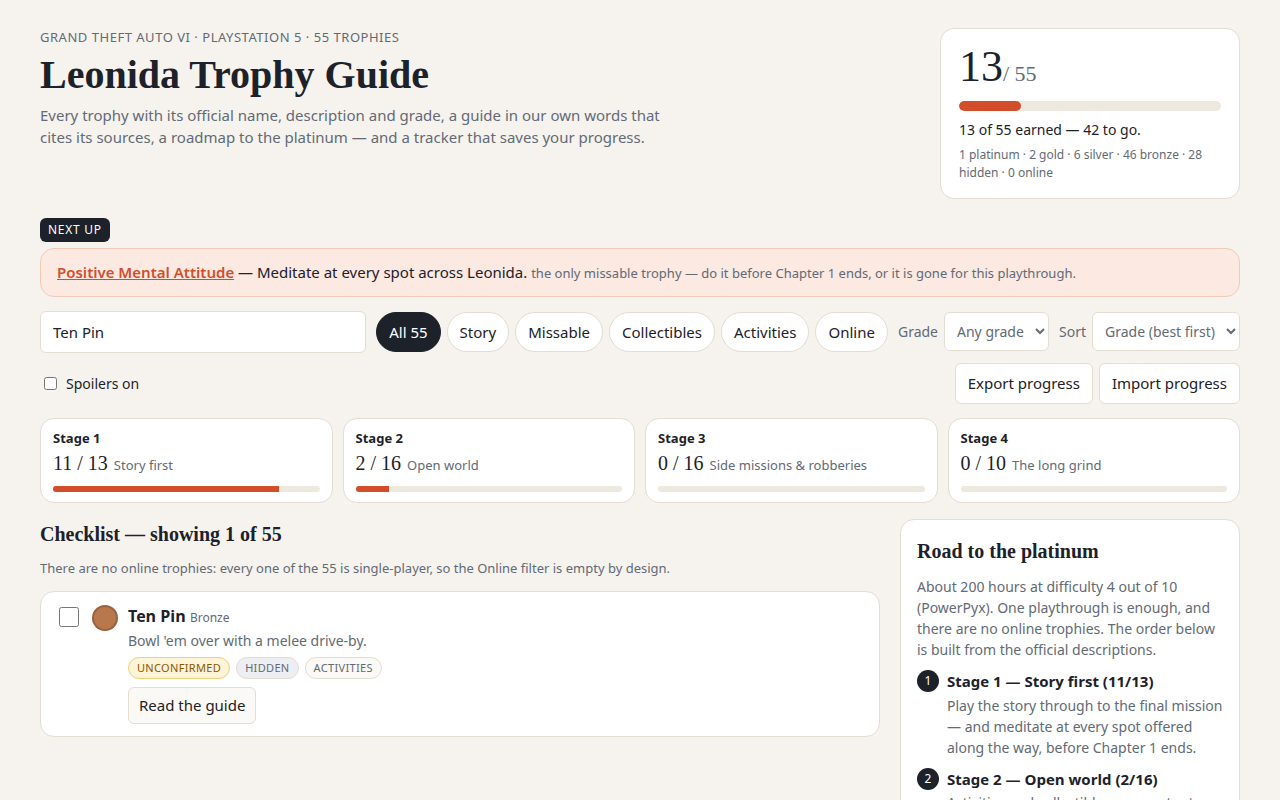 GRAND THEFT AUTO VI · PLAYSTATION 5 · 55 TROPHIES
Leonida Trophy Guide
Every trophy with its official name, description and grade, a guide in our own words that
cites its sources, a roadmap to the platinum — and a tracker that saves your progress.
13/ 55
13 of 55 earned — 42 to go.
1 platinum · 2 gold · 6 silver · 46 bronze · 28
hidden · 0 online
NEXT UP
Positive Mental Attitude — Meditate at every spot across Leonida. the only missable trophy — do it before Chapter 1 ends, or it is gone for this playthrough.
Ten Pin All 55 Story Missable Collectibles Activities Online Grade Any grade Sort Grade (best first)
Spoilers on Export progress Import progress
Stage 1
11 / 13 Story first
Stage 2
2 / 16 Open world
Stage 3
0 / 16 Side missions & robberies
Stage 4
0 / 10 The long grind
Checklist — showing 1 of 55
There are no online trophies: every one of the 55 is single-player, so the Online filter is empty by design.
Ten Pin Bronze
Bowl 'em over with a melee drive-by.
UNCONFIRMED HIDDEN ACTIVITIES
Read the guide
Road to the platinum
About 200 hours at difficulty 4 out of 10
(PowerPyx). One playthrough is enough, and
there are no online trophies. The order below
is built from the official descriptions.
1 Stage 1 — Story first (11/13)
Play the story through to the final mission
— and meditate at every spot offered
along the way, before Chapter 1 ends.
2 Stage 2 — Open world (2/16)